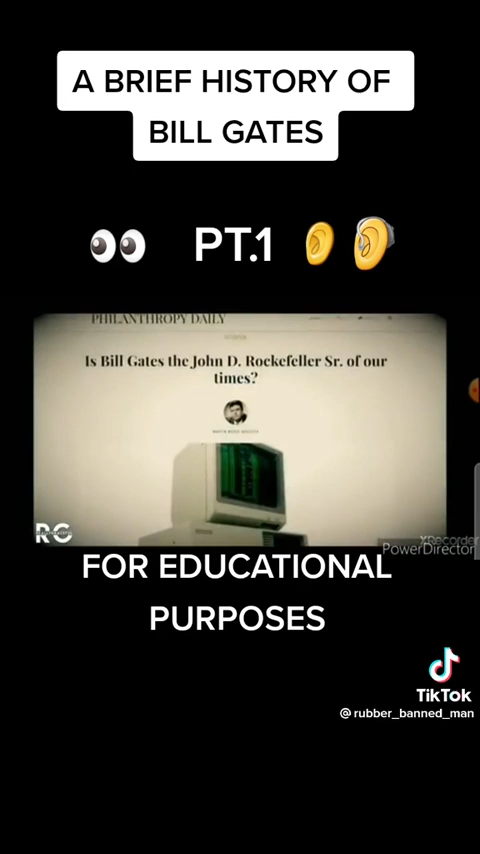 A BRIEF HISTORY OF
BILL GATES
PT.1
PHILANTHROPY DAILY
Is Bill Gates the John D. Rockefeller Sr. of our
times?
RG
XRecorder
PowerDirector
FOR EDUCATIONAL
PURPOSES
TikTok
@rubber_banned_man